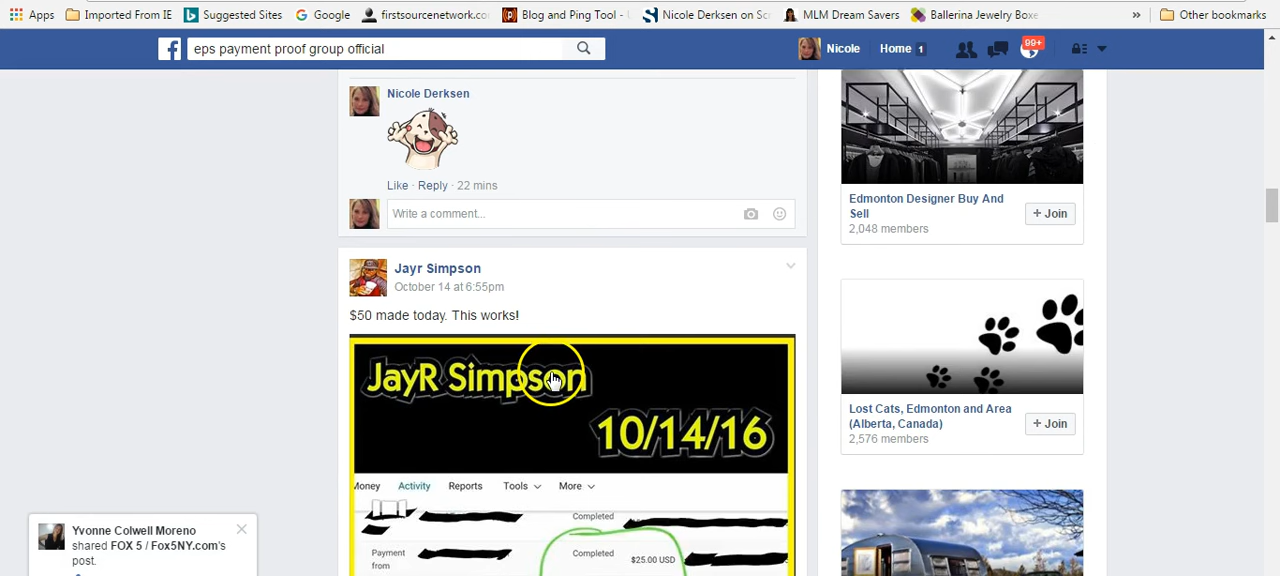 Apps Imported From IE Suggested Sites Google firstsourcenetwork.co Blog and Ping Tool - Nicole Derksen on Scr MLM Dream Savers Ballerina Jewelry Boxe » Other bookmarks
eps payment proof group official Nicole Home 1 99+
Nicole Derksen
Like · Reply · 22 mins
Write a comment...
Jayr Simpson
October 14 at 6:55pm
$50 made today. This works!
JayR Simpson
10/14/16
Money Activity Reports Tools More
Completed
Payment from Completed $25.00 USD
Edmonton Designer Buy And Sell
2,048 members
+ Join
Lost Cats, Edmonton and Area (Alberta, Canada)
2,576 members
+ Join
Yvonne Colwell Moreno
shared FOX 5 / Fox5NY.com's
post.